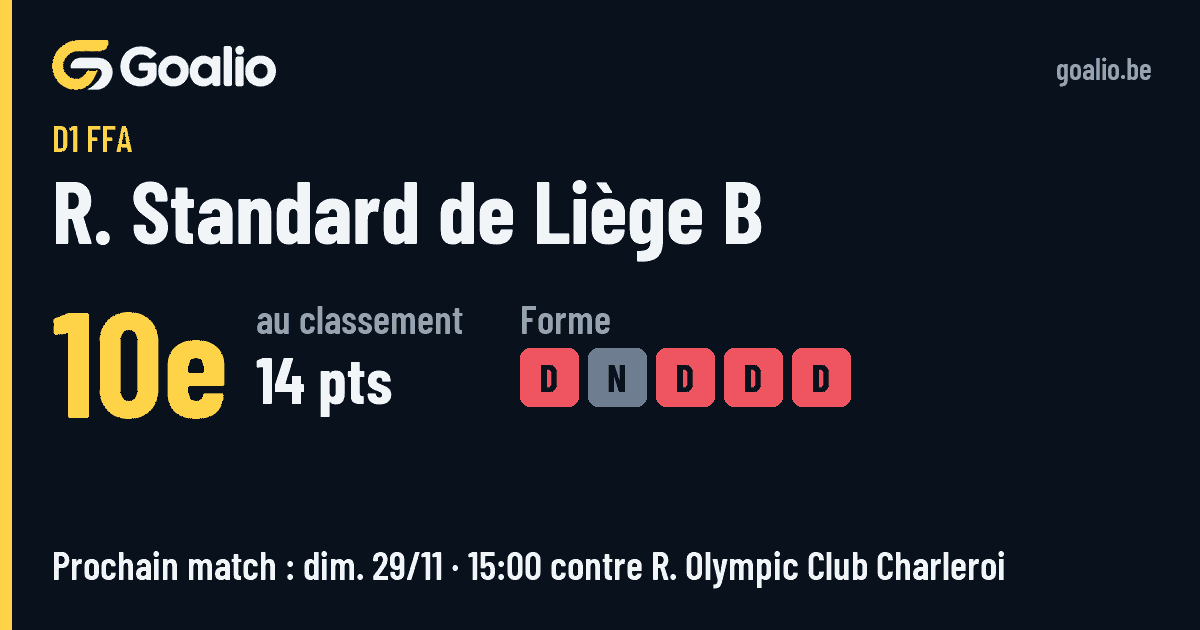 Goalio
goalio.be
D1 FFA
R. Standard de Liège B
10e
au classement
14 pts
Forme
D N D D D
Prochain match : dim. 29/11 · 15:00 contre R. Olympic Club Charleroi